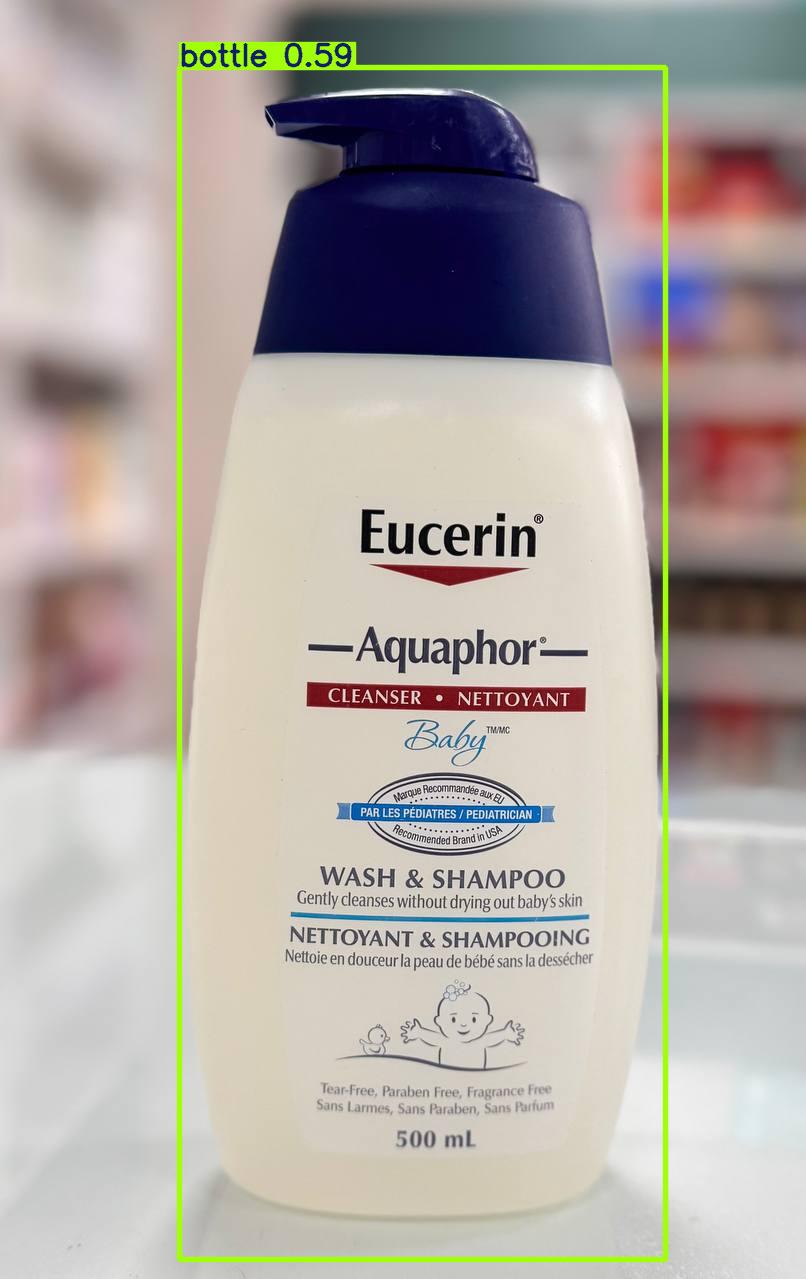 bottle 0.59
Eucerin®
Aquaphor®
CLEANSER • NETTOYANT
Baby™/MC
Marque Recommandée aux EU
PAR LES PÉDIATRES / PEDIATRICIAN
Recommended Brand in USA
WASH & SHAMPOO
Gently cleanses without drying out baby's skin
NETTOYANT & SHAMPOOING
Nettoie en douceur la peau de bébé sans la dessécher
Tear-Free, Paraben Free, Fragrance Free
Sans Larmes, Sans Paraben, Sans Parfum
500 mL